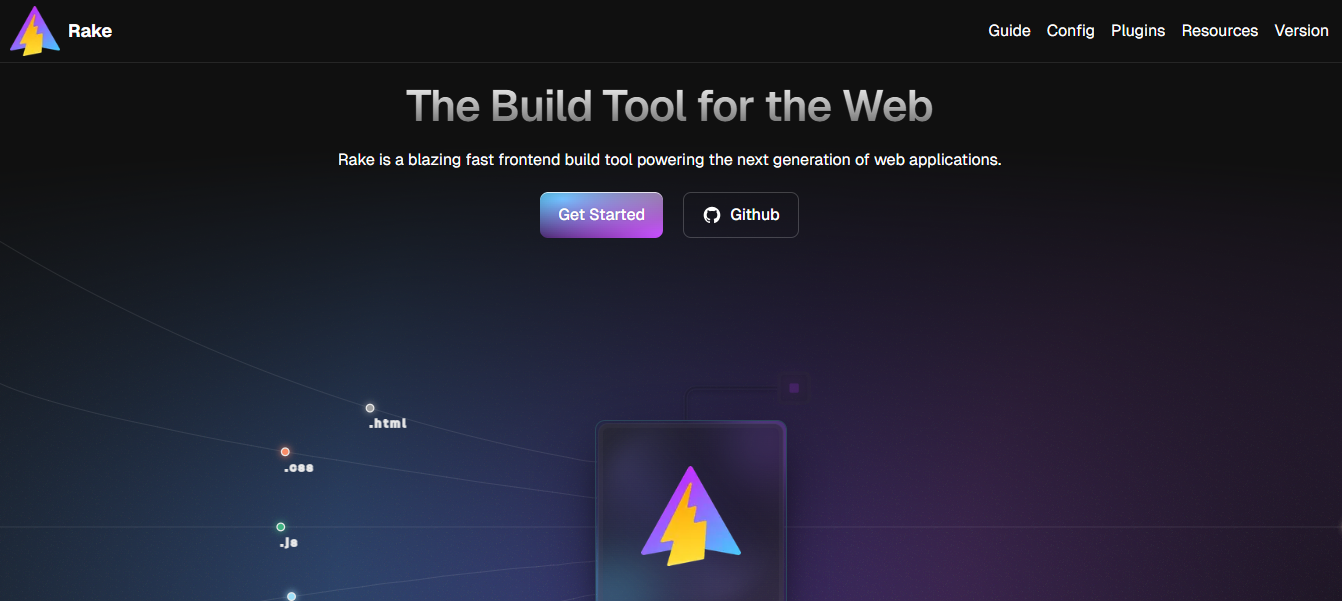 Rake
Guide Config Plugins Resources Version
The Build Tool for the Web
Rake is a blazing fast frontend build tool powering the next generation of web applications.
Get Started
Github
.html
.css
.js